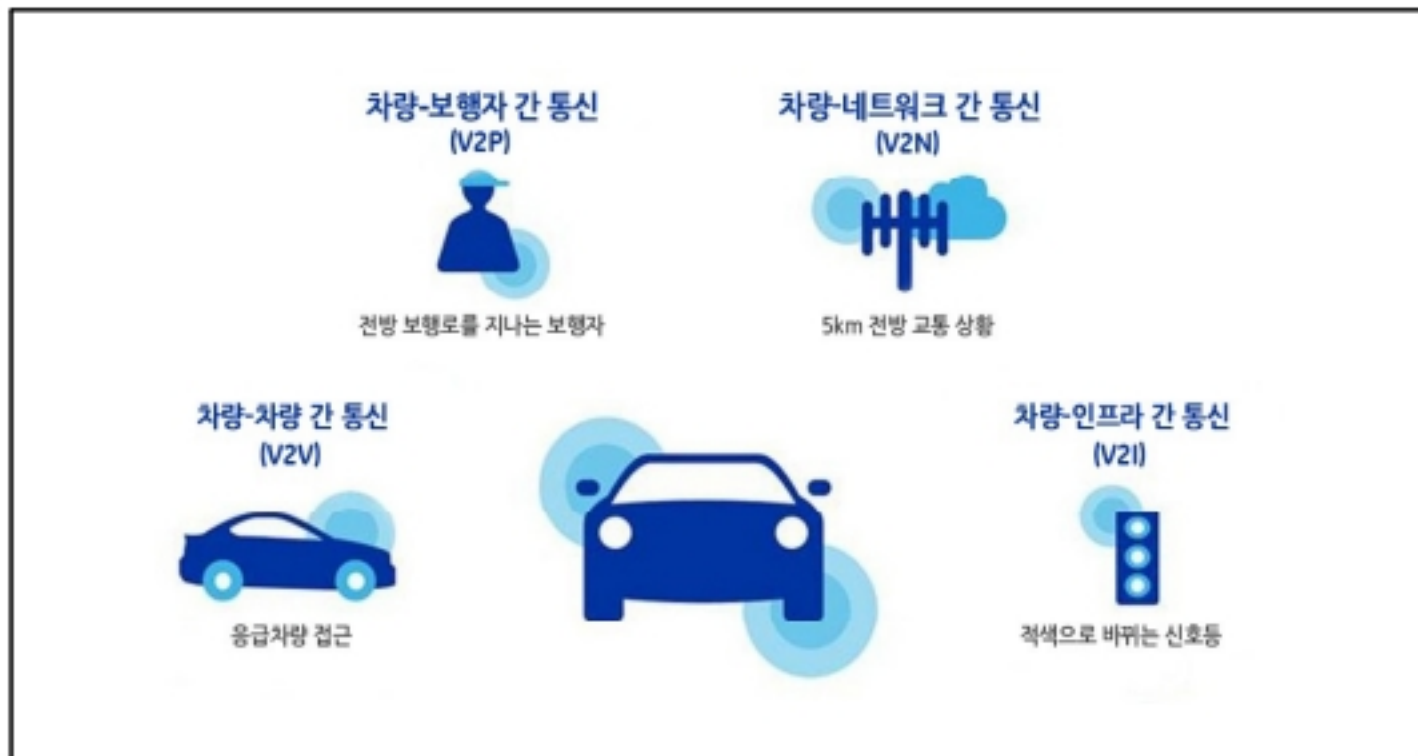 차량-보행자 간 통신
(V2P)
차량-네트워크 간 통신
(V2N)
전방 보행로를 지나는 보행자
5km 전방 교통 상황
차량-차량 간 통신
(V2V)
차량-인프라 간 통신
(V2I)
응급차량 접근
적색으로 바뀌는 신호등